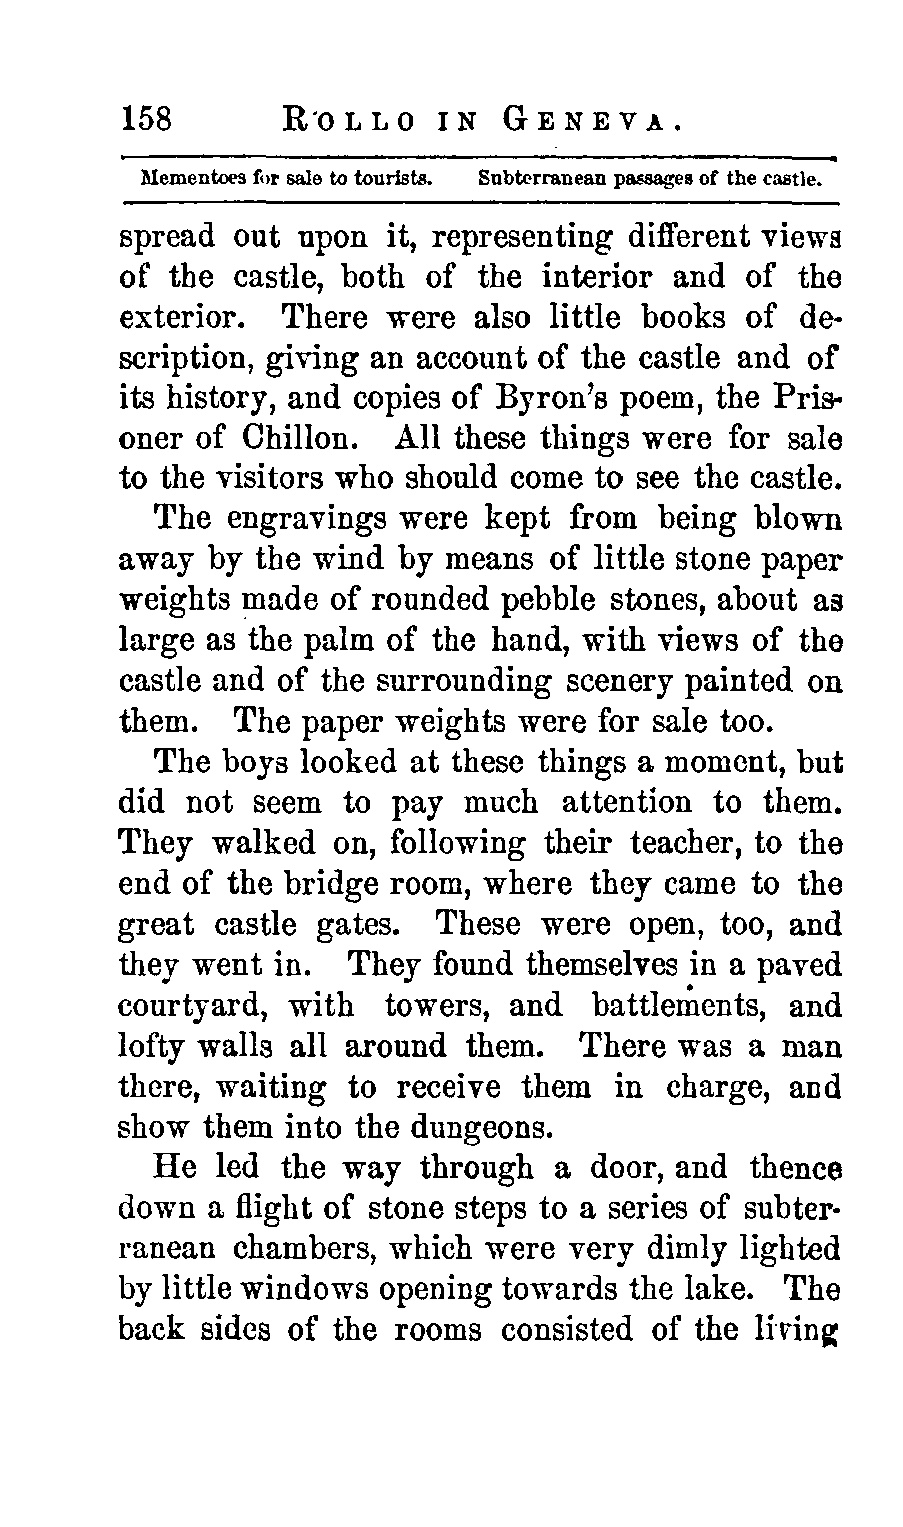 158 ROLLO IN GENEVA.
Mementoes for sale to tourists. Subterranean passages of the castle.
spread out upon it, representing different views
of the castle, both of the interior and of the
exterior. There were also little books of de-
scription, giving an account of the castle and of
its history, and copies of Byron's poem, the Pris-
oner of Chillon. All these things were for sale
to the visitors who should come to see the castle.
The engravings were kept from being blown
away by the wind by means of little stone paper
weights made of rounded pebble stones, about as
large as the palm of the hand, with views of the
castle and of the surrounding scenery painted on
them. The paper weights were for sale too.
The boys looked at these things a moment, but
did not seem to pay much attention to them.
They walked on, following their teacher, to the
end of the bridge room, where they came to the
great castle gates. These were open, too, and
they went in. They found themselves in a paved
courtyard, with towers, and battlements, and
lofty walls all around them. There was a man
there, waiting to receive them in charge, and
show them into the dungeons.
He led the way through a door, and thence
down a flight of stone steps to a series of subter-
ranean chambers, which were very dimly lighted
by little windows opening towards the lake. The
back sides of the rooms consisted of the living